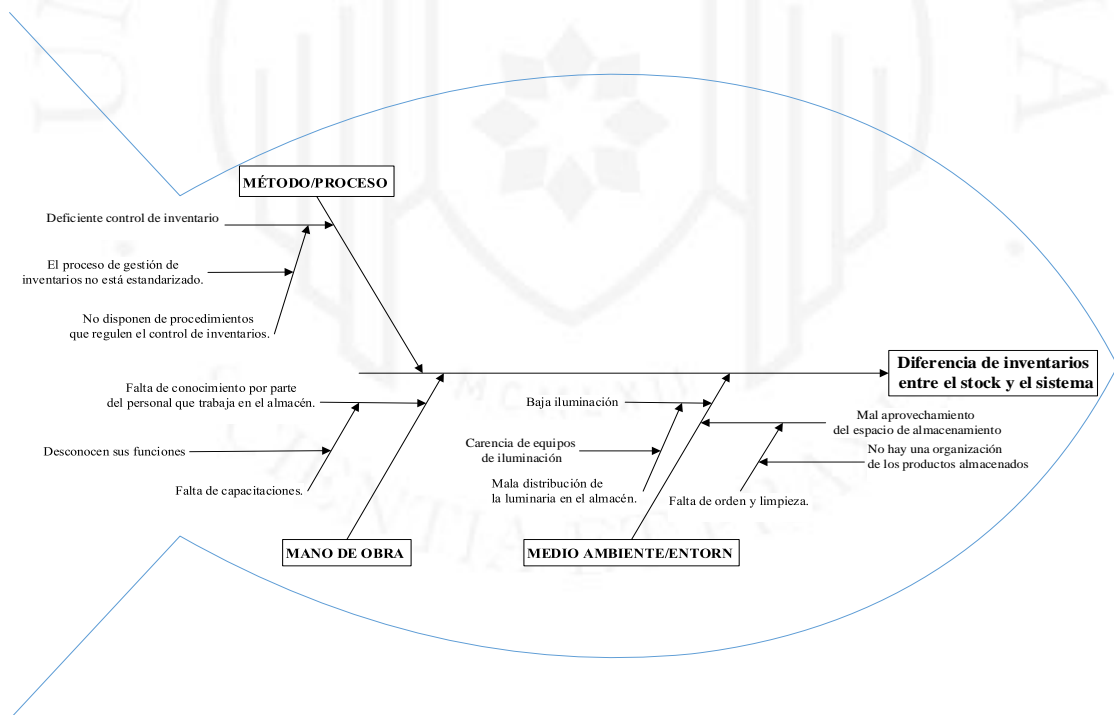 MÉTODO/PROCESO
Deficiente control de inventario
El proceso de gestión de
inventarios no está estandarizado.
No disponen de procedimientos
que regulen el control de inventarios.
Diferencia de inventarios
entre el stock y el sistema
Falta de conocimiento por parte
del personal que trabaja en el almacén.
Desconocen sus funciones
Falta de capacitaciones.
MANO DE OBRA
Baja iluminación
Carencia de equipos
de iluminación
Mala distribución de
la luminaria en el almacén.
Mal aprovechamiento
del espacio de almacenamiento
No hay una organización
de los productos almacenados
Falta de orden y limpieza.
MEDIO AMBIENTE/ENTORN